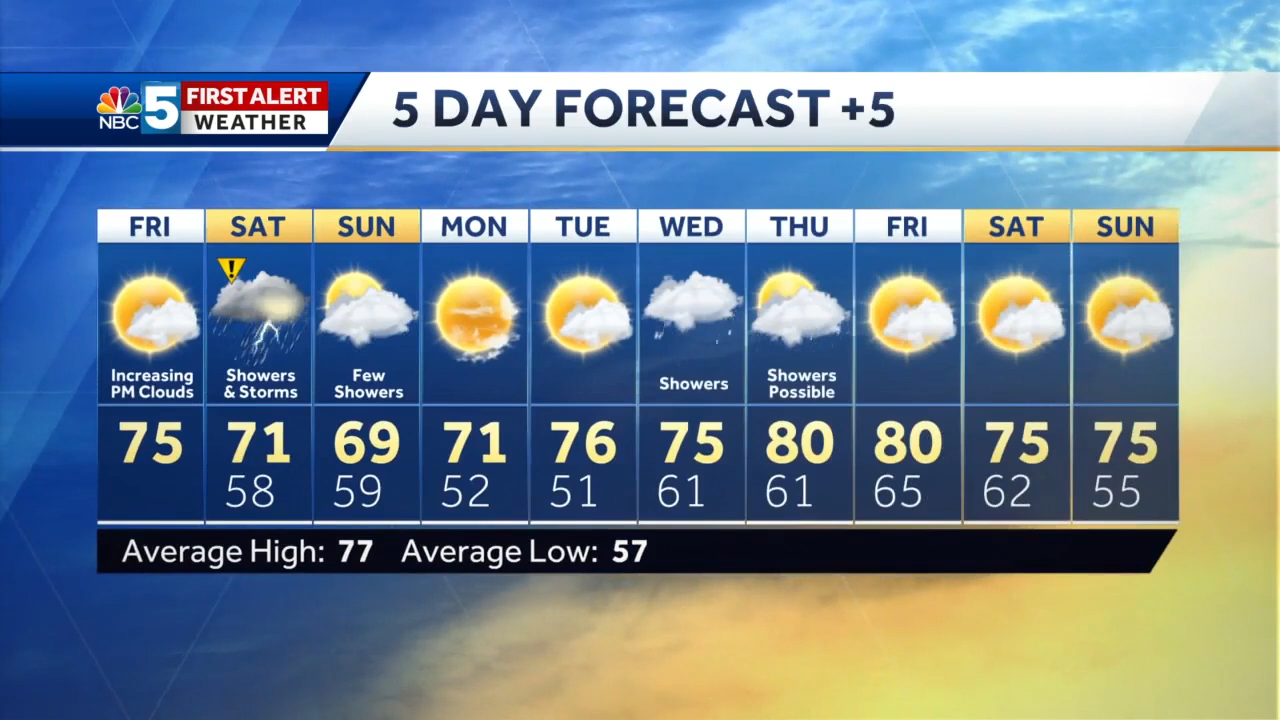 NBC 5 FIRST ALERT WEATHER
5 DAY FORECAST +5
FRI SAT SUN MON TUE WED THU FRI SAT SUN
!
Increasing PM Clouds
Showers & Storms
Few Showers
Showers
Showers Possible
75 71 69 71 76 75 80 80 75 75
58 59 52 51 61 61 65 62 55
Average High: 77 Average Low: 57